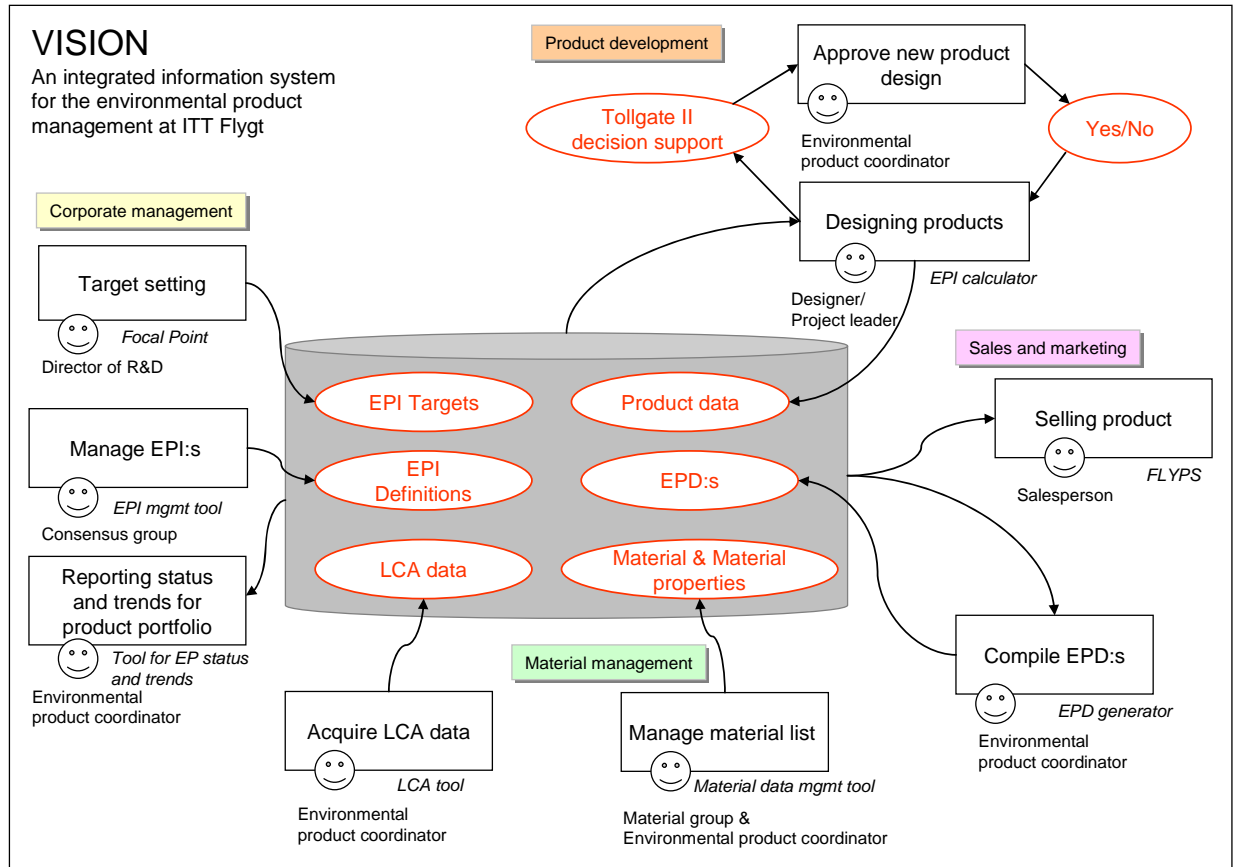 VISION
An integrated information system
for the environmental product
management at ITT Flygt
Product development
Approve new product
design
Tollgate II
decision support
Environmental
product coordinator
Yes/No
Corporate management
Designing products
EPI calculator
Designer/
Project leader
Target setting
Focal Point
Director of R&D
Sales and marketing
EPI Targets
Product data
Selling product
FLYPS
Salesperson
Manage EPI:s
EPI mgmt tool
Consensus group
EPI
Definitions
EPD:s
LCA data
Material & Material
properties
Reporting status
and trends for
product portfolio
Tool for EP status
and trends
Environmental
product coordinator
Material management
Compile EPD:s
EPD generator
Environmental
product coordinator
Acquire LCA data
LCA tool
Environmental
product coordinator
Manage material list
Material data mgmt tool
Material group &
Environmental product coordinator